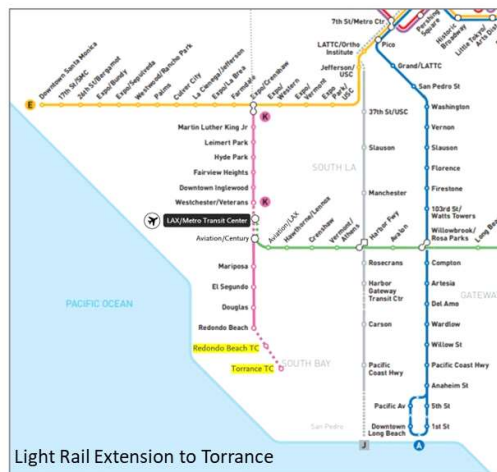 7th St/Metro Ctr
Pershing
Square
Historic
Broadway
Little Tokyo/
Arts Dist
LATTC/Ortho
Institute
Pico
Jefferson/
USC
Grand/LATTC
San Pedro St
Downtown Santa Monica
17th St/SMC
26th St/Bergamot
Expo/Bundy
Expo/Sepulveda
Westwood/Rancho Park
Palms
Culver City
La Cienega/Jefferson
Expo/La Brea
Farmdale
Expo/Crenshaw
Expo/
Western
Expo/
Vermont
Expo
Park/
USC
E
K
37th St/USC
Washington
Martin Luther King Jr
Vernon
Leimert Park
Slauson
Slauson
Hyde Park
SOUTH LA
Florence
Fairview Heights
Downtown Inglewood
Manchester
Firestone
Westchester/Veterans
K
103rd St/
Watts Towers
LAX/Metro Transit Center
Aviation/LAX
Hawthorne/Lennox
Crenshaw
Vermont/
Athens
Harbor Fwy
Avalon
Willowbrook/
Rosa Parks
Long Bea
Aviation/Century
Mariposa
Rosecrans
Compton
El Segundo
Harbor
Gateway
Transit Ctr
Artesia
GATEWA
PACIFIC OCEAN
Douglas
Del Amo
Redondo Beach
Carson
Wardlow
Redondo Beach TC
Willow St
SOUTH BAY
Torrance TC
Pacific
Coast Hwy
Pacific Coast Hwy
Anaheim St
Pacific Av
5th St
San Pedro
Downtown
Long Beach
1st St
J
A
Light Rail Extension to Torrance